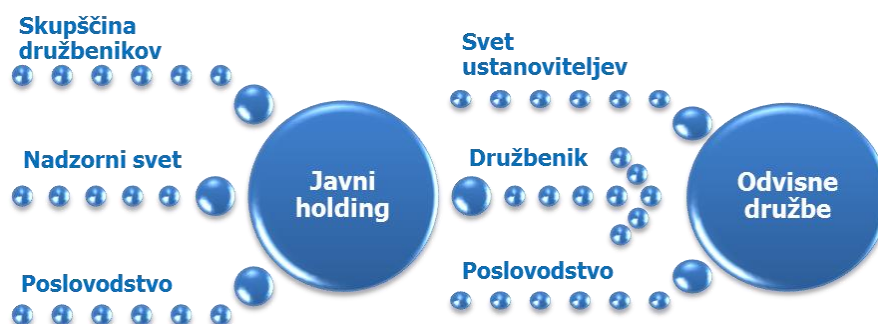 Skupščina
družbenikov
Nadzorni svet
Poslovodstvo
Javni
holding
Svet
ustanoviteljev
Družbenik
Poslovodstvo
Odvisne
družbe